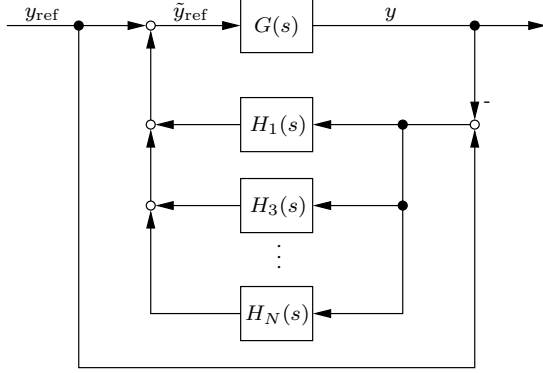 y_ref ỹ_ref G(s) y
-
H_1(s)
H_3(s)
⋮
H_N(s)